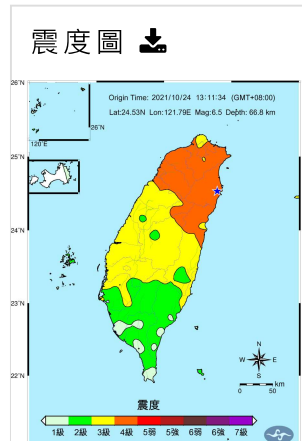 震度圖
26°N
Origin Time: 2021/10/24 13:11:34 (GMT+08:00)
Lat:24.53N Lon:121.79E Mag:6.5 Depth: 66.8 km
26°N
120°E
25°N
24°N
23°N
22°N
N
W E
S
0 50
km
震度
1級 2級 3級 4級 5弱 5強 6弱 6強 7級